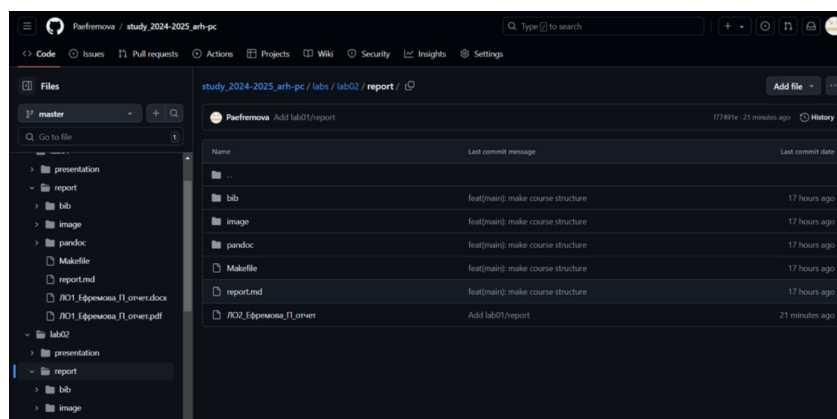 Paefremova / study_2024-2025_arh-pc
Type / to search
Code Issues Pull requests Actions Projects Wiki Security Insights Settings
Files
master
Go to file t
presentation
report
bib
image
pandoc
Makefile
report.md
ЛО1_Ефремова_П_отчет.docx
ЛО1_Ефремова_П_отчет.pdf
lab02
presentation
report
bib
image
study_2024-2025_arh-pc / labs / lab02 / report /
Add file
Paefremova Add lab01/report f77491e · 21 minutes ago History
Name Last commit message Last commit date
..
bib feat(main): make course structure 17 hours ago
image feat(main): make course structure 17 hours ago
pandoc feat(main): make course structure 17 hours ago
Makefile feat(main): make course structure 17 hours ago
report.md feat(main): make course structure 17 hours ago
ЛО2_Ефремова_П_отчет Add lab01/report 21 minutes ago